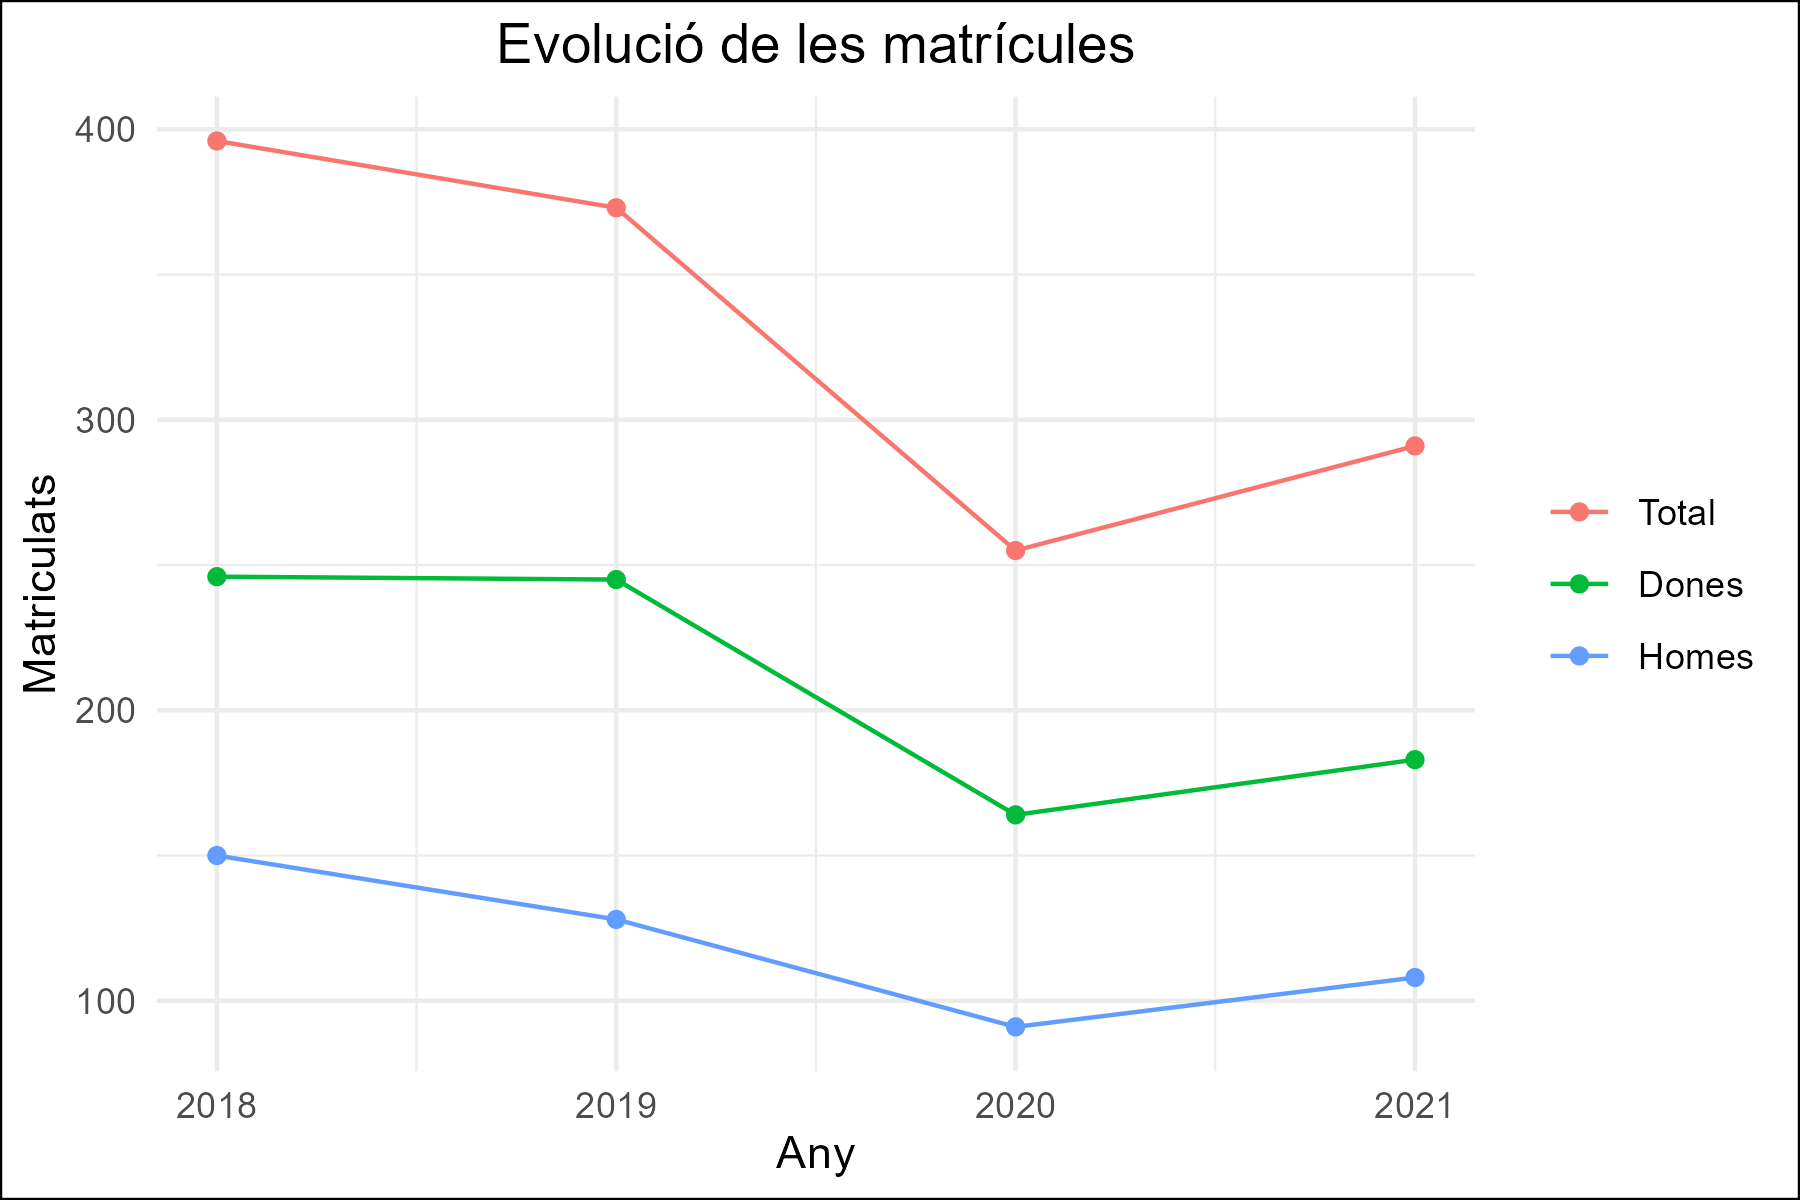 Evolució de les matrícules
400
300
200
100
Matriculats
2018 2019 2020 2021
Any
Total
Dones
Homes